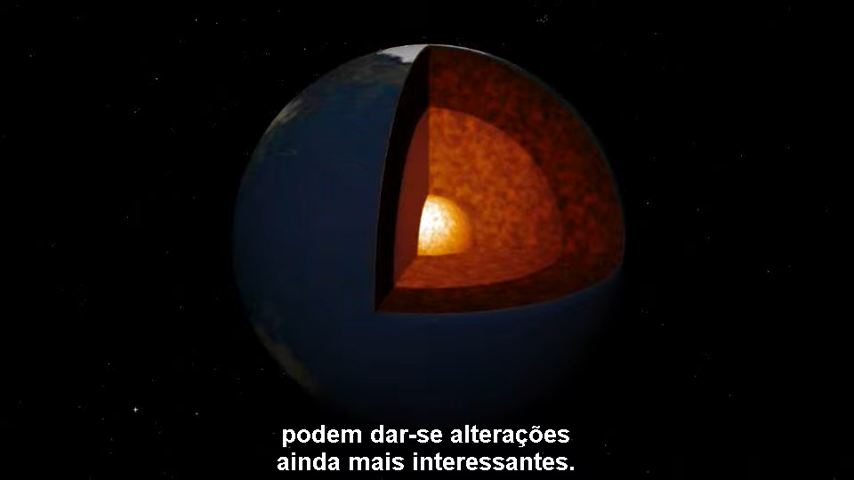 podem dar-se alterações
ainda mais interessantes.